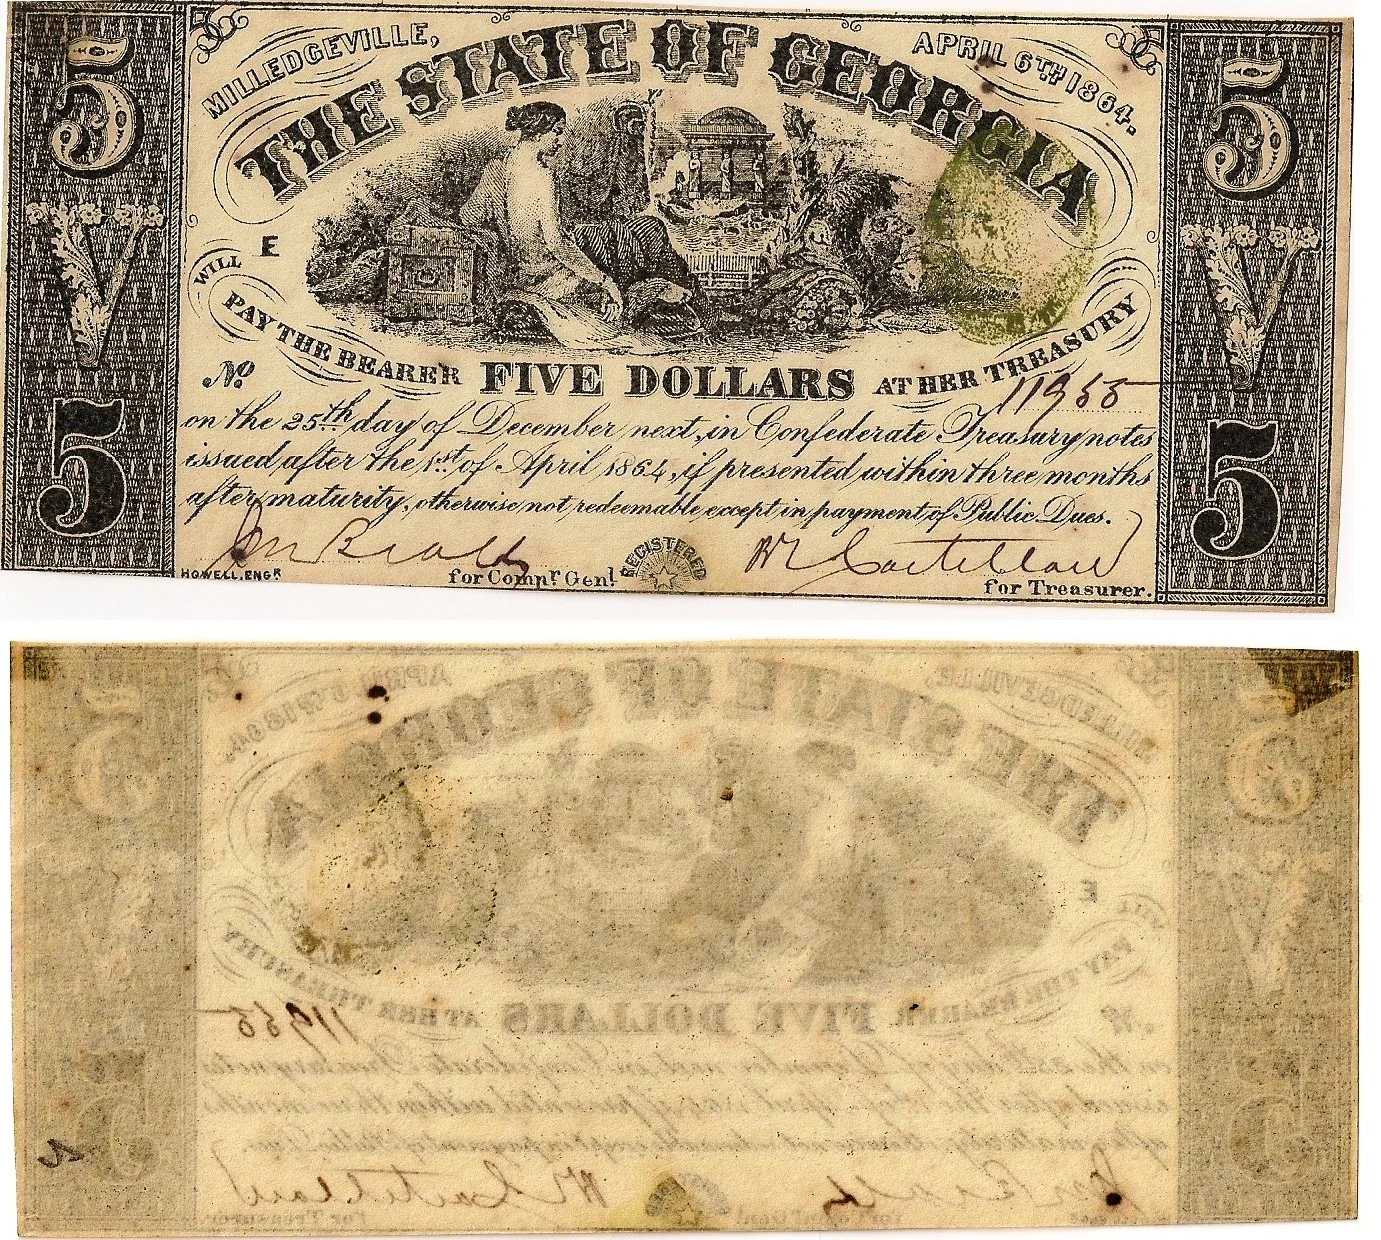 5
MILLEDGEVILLE,
APRIL 6TH 1864.
5
THE STATE OF GEORGIA
V
E
V
WILL
PAY THE BEARER FIVE DOLLARS AT HER TREASURY
No
11955
5
on the 25th day of December next, in Confederate Treasury notes
issued after the 1st of April 1864, if presented within three months
after maturity, otherwise not redeemable except in payment of Public Dues.
5
HOWELL, ENGR
for Compr Genl.
REGISTERED
for Treasurer.